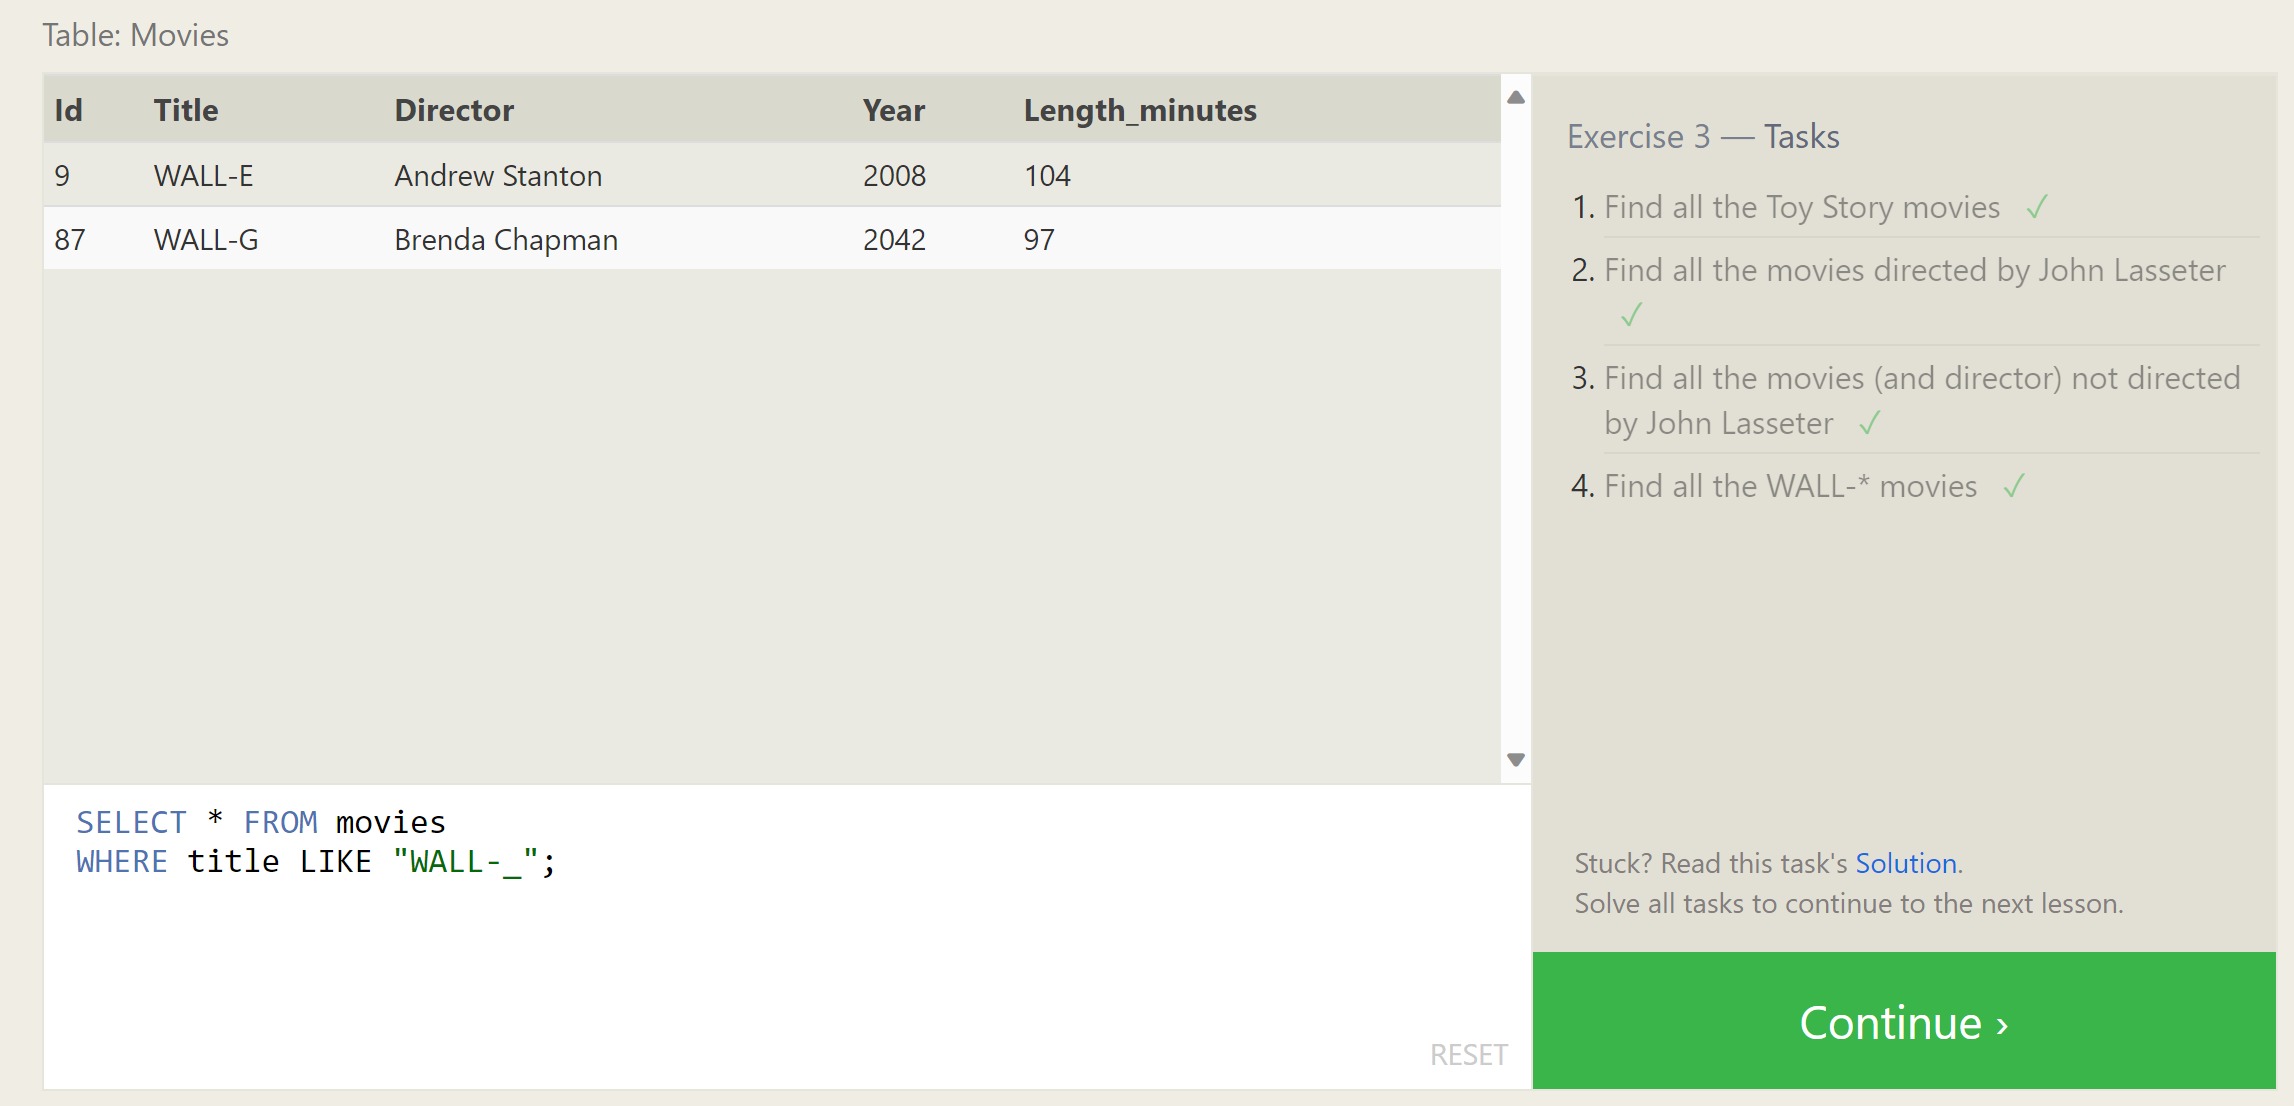 Table: Movies
Id Title Director Year Length_minutes
9 WALL-E Andrew Stanton 2008 104
87 WALL-G Brenda Chapman 2042 97
SELECT * FROM movies
WHERE title LIKE "WALL-_";
RESET
Exercise 3 — Tasks
1. Find all the Toy Story movies ✓
2. Find all the movies directed by John Lasseter
✓
3. Find all the movies (and director) not directed
by John Lasseter ✓
4. Find all the WALL-* movies ✓
Stuck? Read this task's Solution.
Solve all tasks to continue to the next lesson.
Continue ›